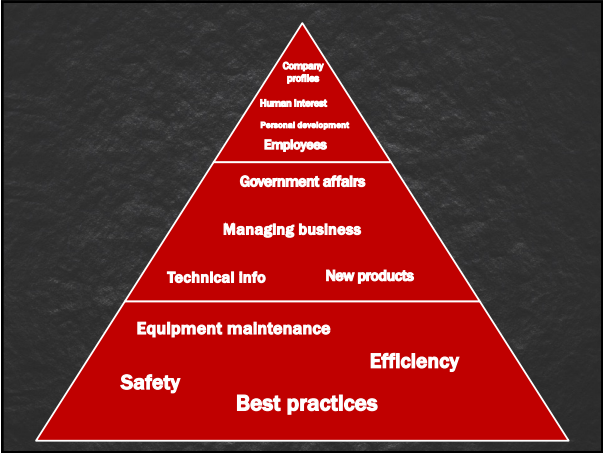 Company
profiles
Human Interest
Personal development
Employees
Government affairs
Managing business
Technical info
New products
Equipment maintenance
Efficiency
Safety
Best practices